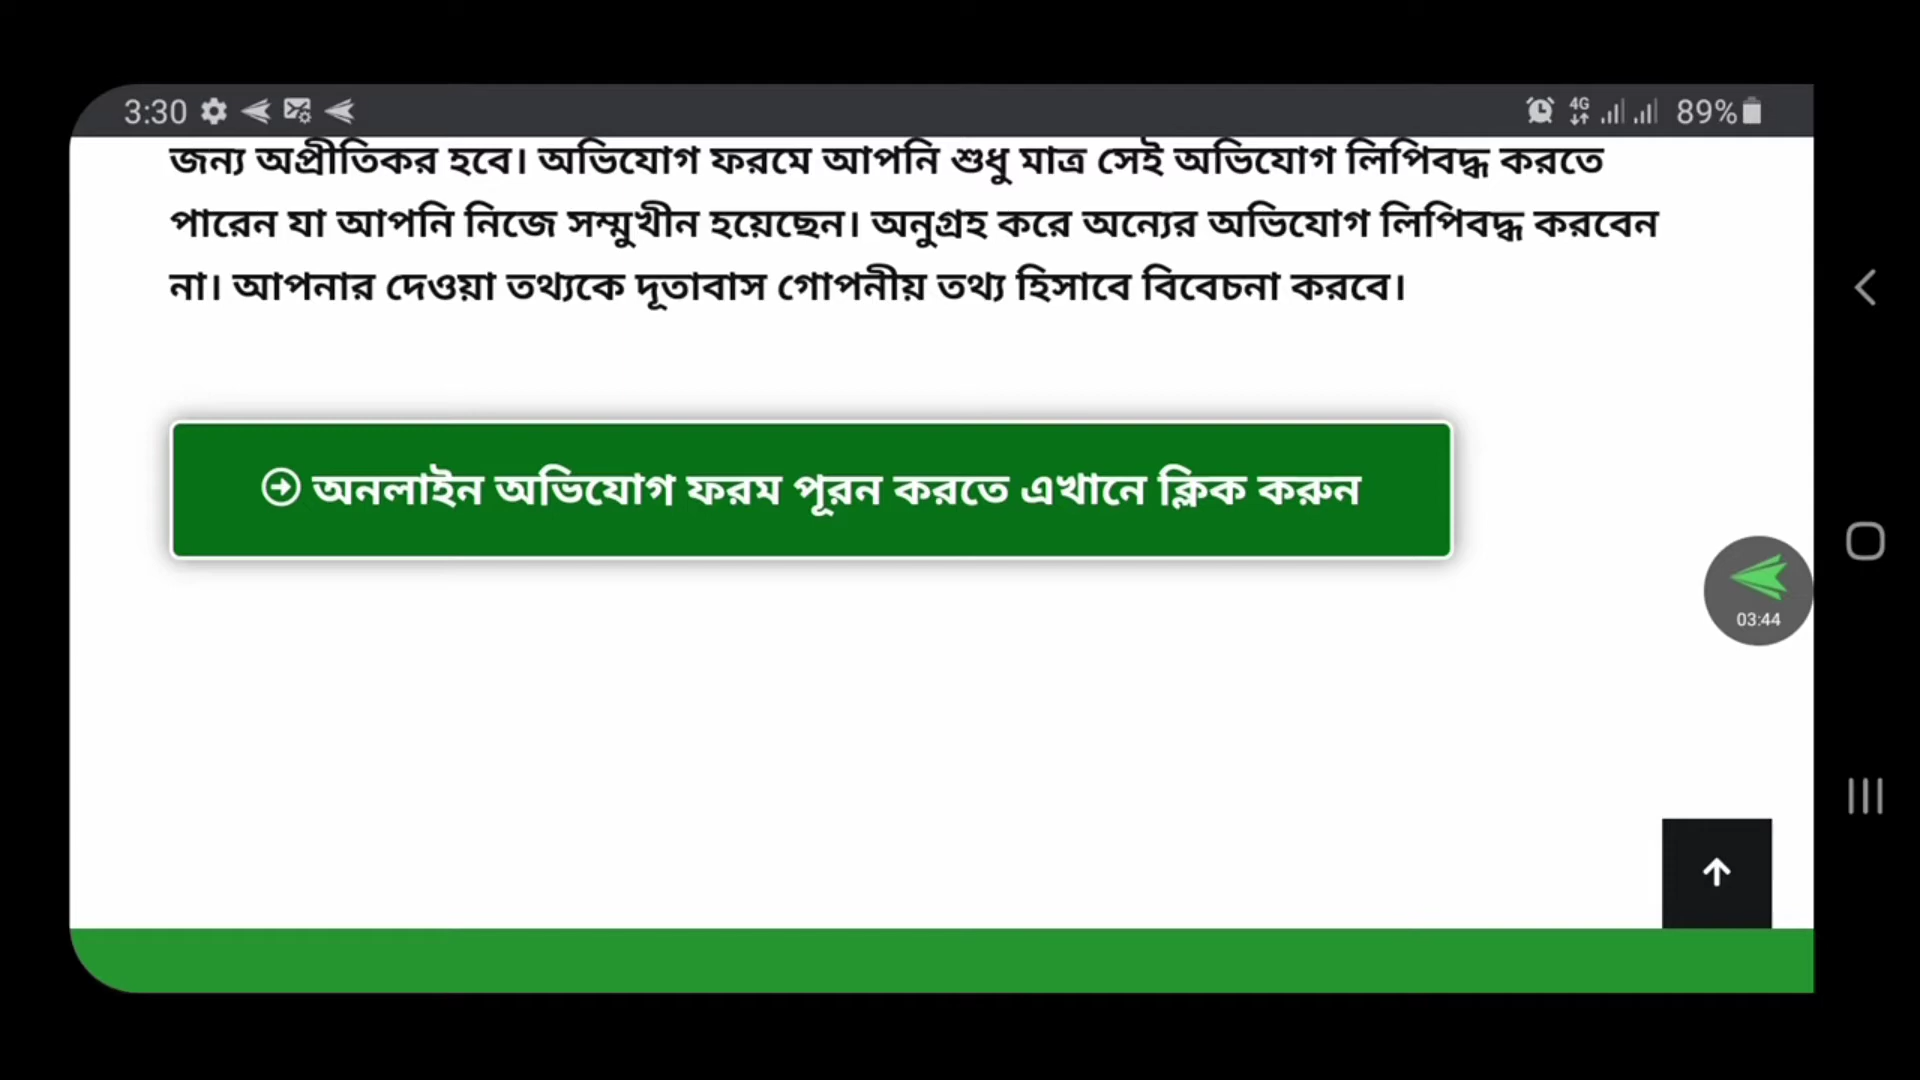 3:30
4G
89%
জন্য অপ্রীতিকর হবে। অভিযোগ ফরমে আপনি শুধু মাত্র সেই অভিযোগ লিপিবদ্ধ করতে
পারেন যা আপনি নিজে সম্মুখীন হয়েছেন। অনুগ্রহ করে অন্যের অভিযোগ লিপিবদ্ধ করবেন
না। আপনার দেওয়া তথ্যকে দূতাবাস গোপনীয় তথ্য হিসাবে বিবেচনা করবে।
অনলাইন অভিযোগ ফরম পূরন করতে এখানে ক্লিক করুন
03:44